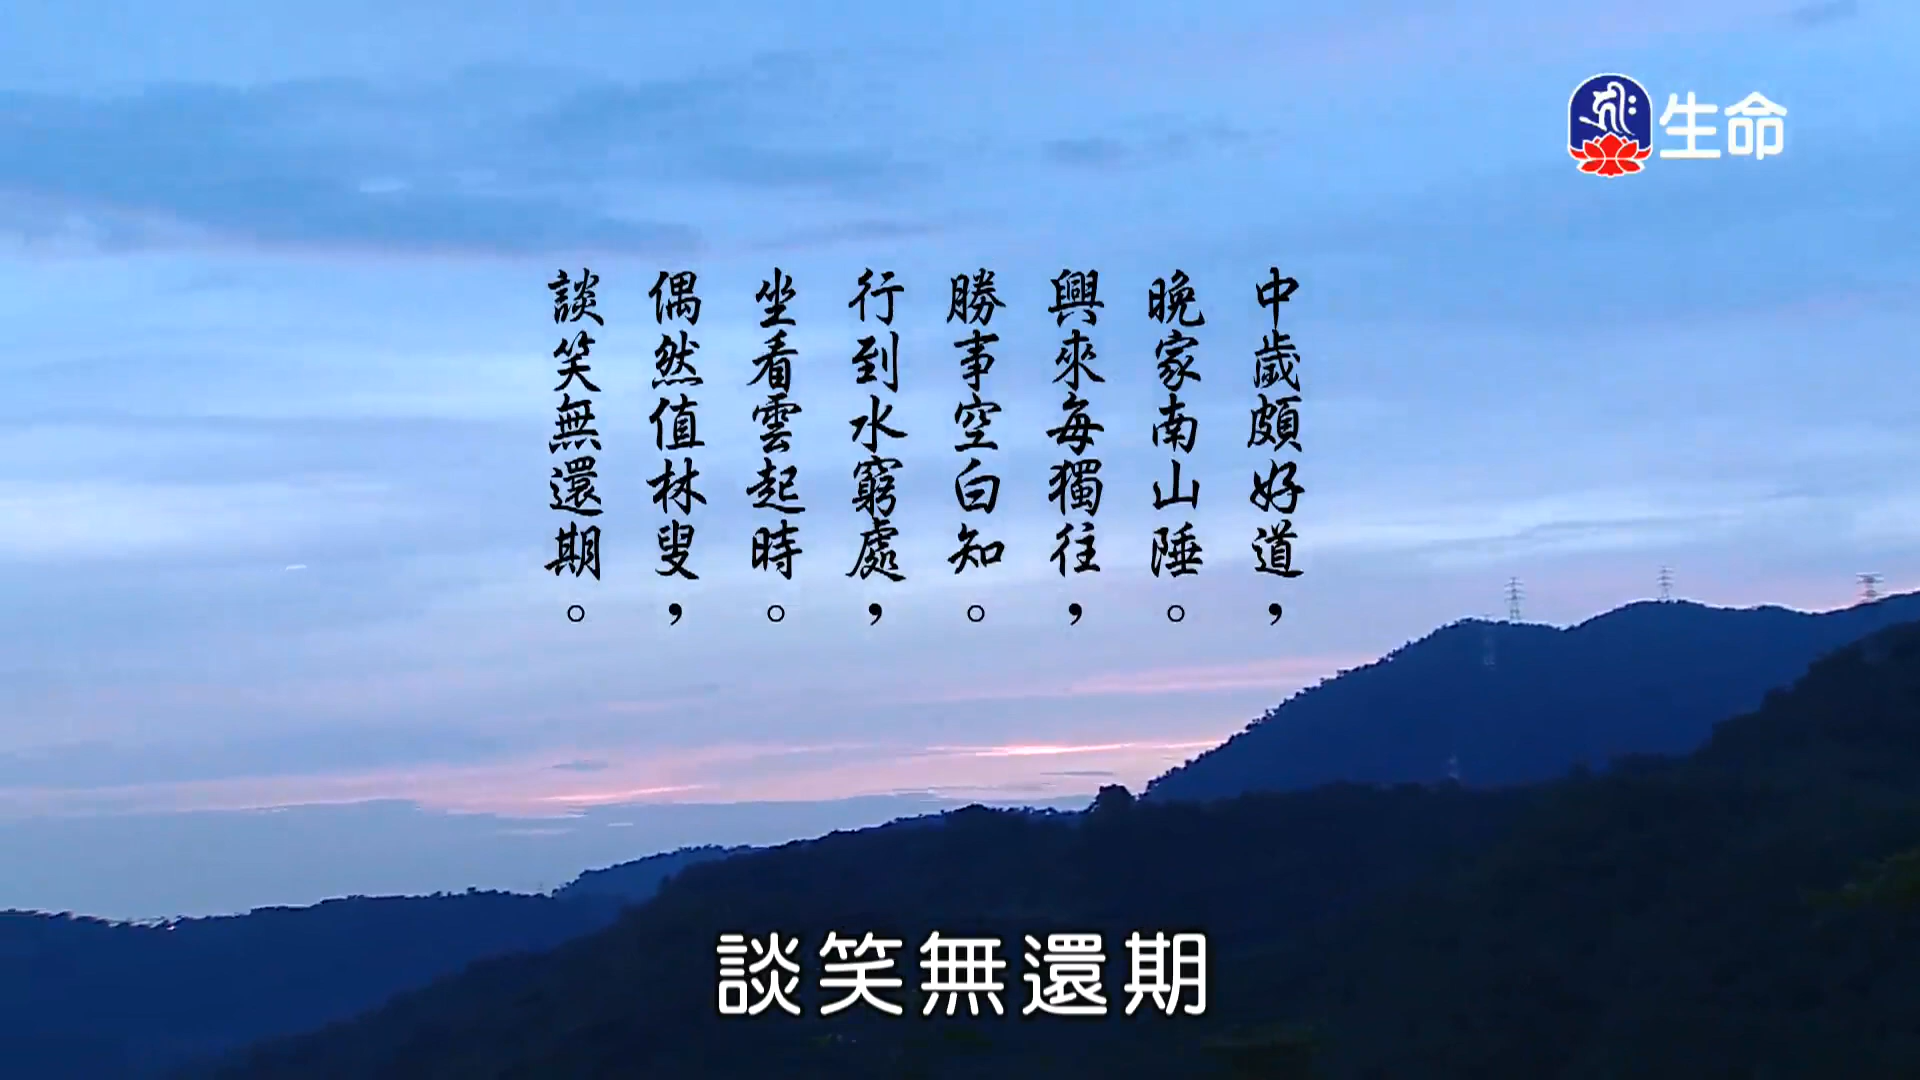 生命
中歲頗好道，
晚家南山陲。
興來每獨往，
勝事空白知。
行到水窮處，
坐看雲起時。
偶然值林叟，
談笑無還期。
談笑無還期